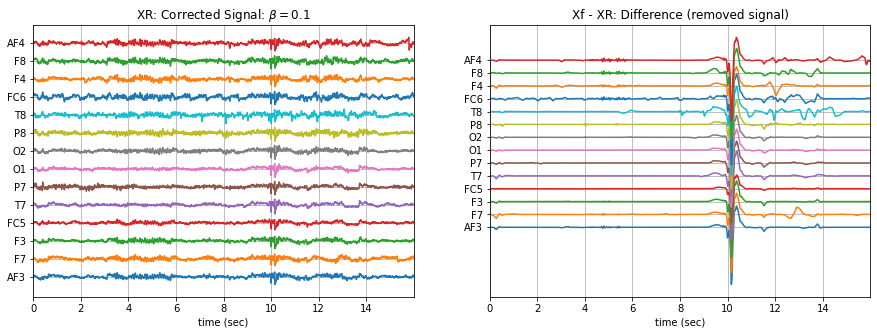 XR: Corrected Signal: β = 0.1
AF4
F8
F4
FC6
T8
P8
O2
O1
P7
T7
FC5
F3
F7
AF3
0 2 4 6 8 10 12 14
time (sec)
Xf - XR: Difference (removed signal)
AF4
F8
F4
FC6
T8
P8
O2
O1
P7
T7
FC5
F3
F7
AF3
0 2 4 6 8 10 12 14
time (sec)